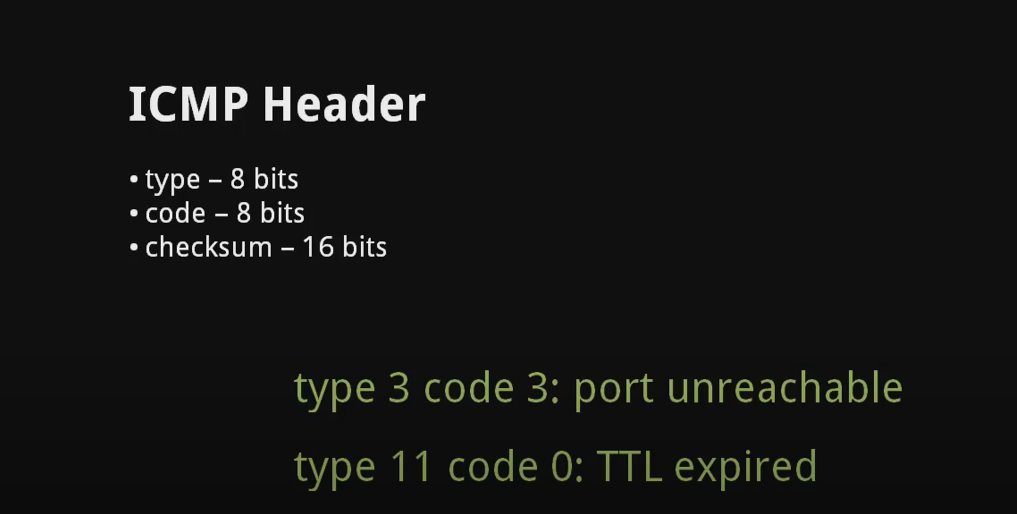 ICMP Header
• type – 8 bits
• code – 8 bits
• checksum – 16 bits
type 3 code 3: port unreachable
type 11 code 0: TTL expired